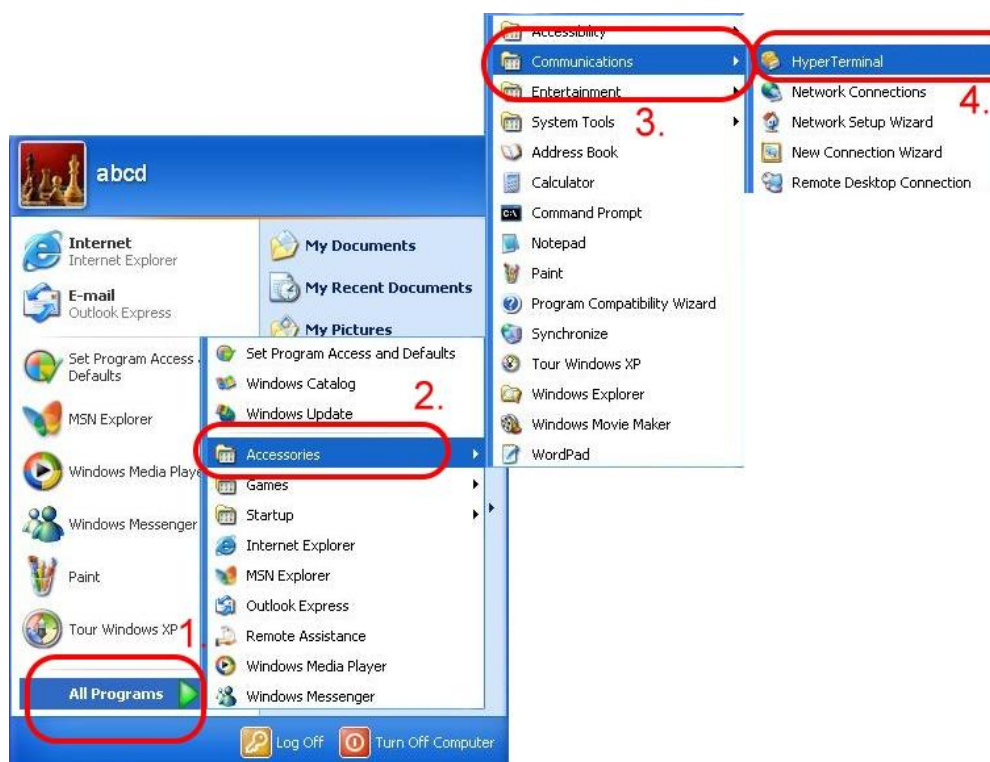 abcd
Internet
Internet Explorer
E-mail
Outlook Express
Set Program Access
Defaults
MSN Explorer
Windows Media Playe
Windows Messenger
Paint
Tour Windows XP
1.
All Programs
My Documents
My Recent Documents
My Pictures
Set Program Access and Defaults
Windows Catalog
Windows Update
2.
Accessories
Games
Startup
Internet Explorer
MSN Explorer
Outlook Express
Remote Assistance
Windows Media Player
Windows Messenger
Log Off
Turn Off Computer
Accessibility
Communications
Entertainment
3.
System Tools
Address Book
Calculator
C:\
Command Prompt
Notepad
Paint
Program Compatibility Wizard
Synchronize
Tour Windows XP
Windows Explorer
Windows Movie Maker
WordPad
HyperTerminal
4.
Network Connections
Network Setup Wizard
New Connection Wizard
Remote Desktop Connection